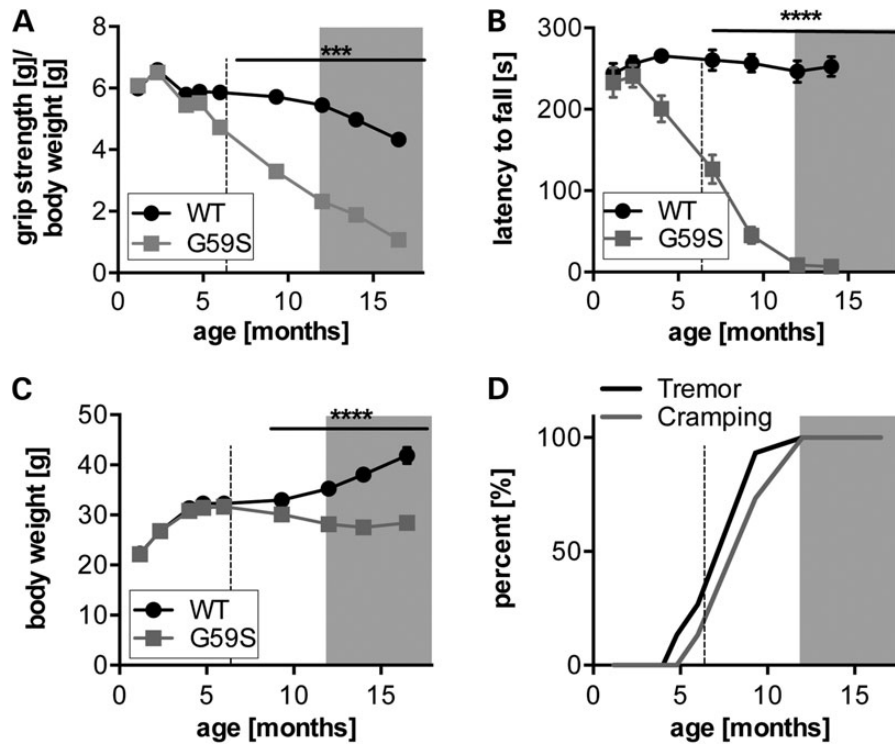 A
grip strength [g]/
body weight [g]
8
6
4
2
0
***
WT
G59S
0 5 10 15
age [months]
B
latency to fall [s]
300
200
100
0
****
WT
G59S
0 5 10 15
age [months]
C
body weight [g]
50
40
30
20
10
0
****
WT
G59S
0 5 10 15
age [months]
D
Tremor
Cramping
percent [%]
100
50
0
0 5 10 15
age [months]